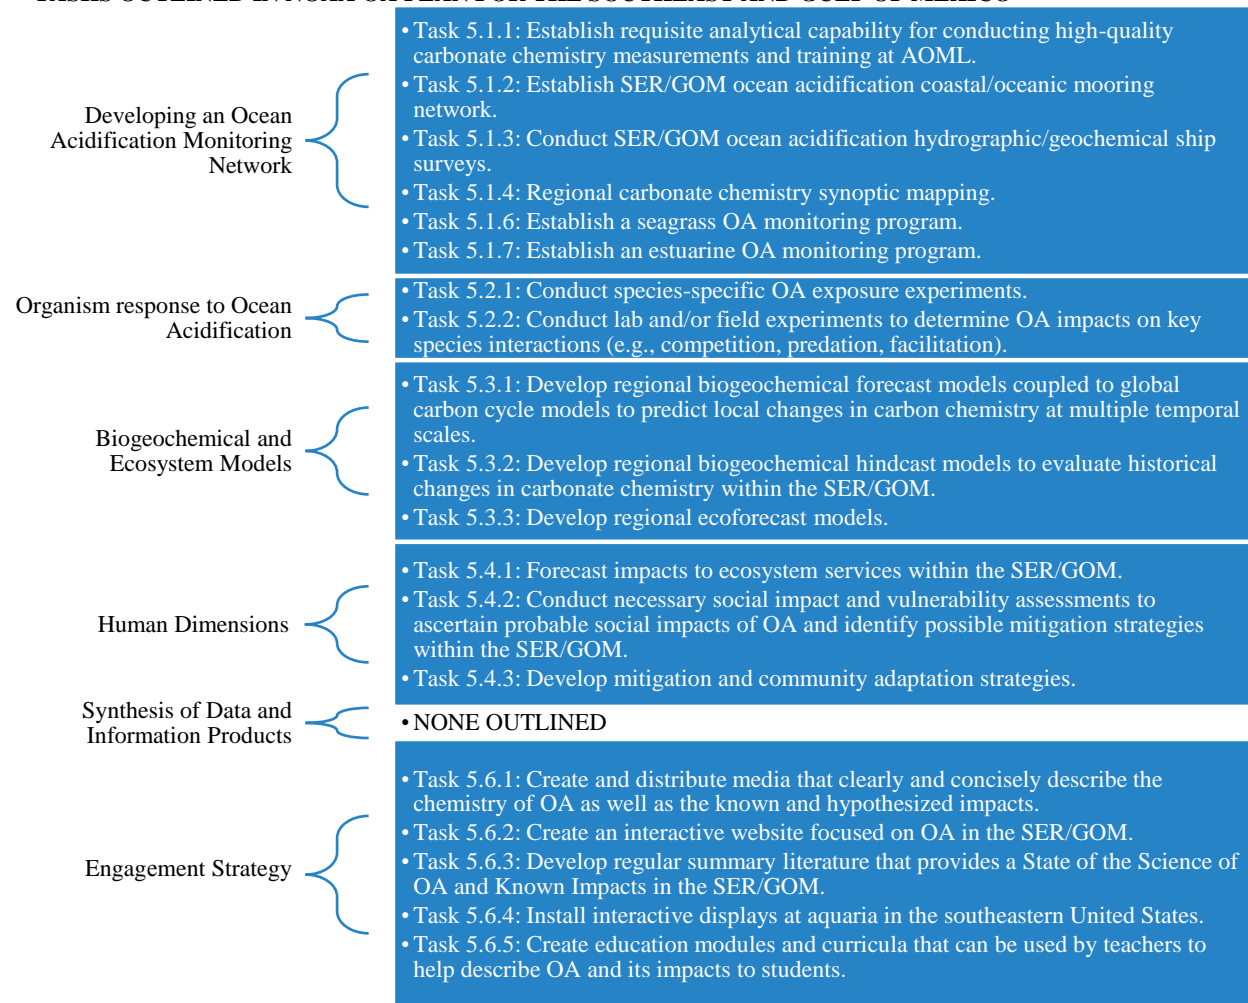 TASKS OUTLINED IN NOAA OA PLAN FOR THE SOUTHEAST AND GULF OF MEXICO
Developing an Ocean
Acidification Monitoring
Network
• Task 5.1.1: Establish requisite analytical capability for conducting high-quality
carbonate chemistry measurements and training at AOML.
• Task 5.1.2: Establish SER/GOM ocean acidification coastal/oceanic mooring
network.
• Task 5.1.3: Conduct SER/GOM ocean acidification hydrographic/geochemical ship
surveys.
• Task 5.1.4: Regional carbonate chemistry synoptic mapping.
• Task 5.1.6: Establish a seagrass OA monitoring program.
• Task 5.1.7: Establish an estuarine OA monitoring program.
Organism response to Ocean
Acidification
• Task 5.2.1: Conduct species-specific OA exposure experiments.
• Task 5.2.2: Conduct lab and/or field experiments to determine OA impacts on key
species interactions (e.g., competition, predation, facilitation).
Biogeochemical and
Ecosystem Models
• Task 5.3.1: Develop regional biogeochemical forecast models coupled to global
carbon cycle models to predict local changes in carbon chemistry at multiple temporal
scales.
• Task 5.3.2: Develop regional biogeochemical hindcast models to evaluate historical
changes in carbonate chemistry within the SER/GOM.
• Task 5.3.3: Develop regional ecoforecast models.
Human Dimensions
• Task 5.4.1: Forecast impacts to ecosystem services within the SER/GOM.
• Task 5.4.2: Conduct necessary social impact and vulnerability assessments to
ascertain probable social impacts of OA and identify possible mitigation strategies
within the SER/GOM.
• Task 5.4.3: Develop mitigation and community adaptation strategies.
Synthesis of Data and
Information Products
• NONE OUTLINED
Engagement Strategy
• Task 5.6.1: Create and distribute media that clearly and concisely describe the
chemistry of OA as well as the known and hypothesized impacts.
• Task 5.6.2: Create an interactive website focused on OA in the SER/GOM.
• Task 5.6.3: Develop regular summary literature that provides a State of the Science of
OA and Known Impacts in the SER/GOM.
• Task 5.6.4: Install interactive displays at aquaria in the southeastern United States.
• Task 5.6.5: Create education modules and curricula that can be used by teachers to
help describe OA and its impacts to students.